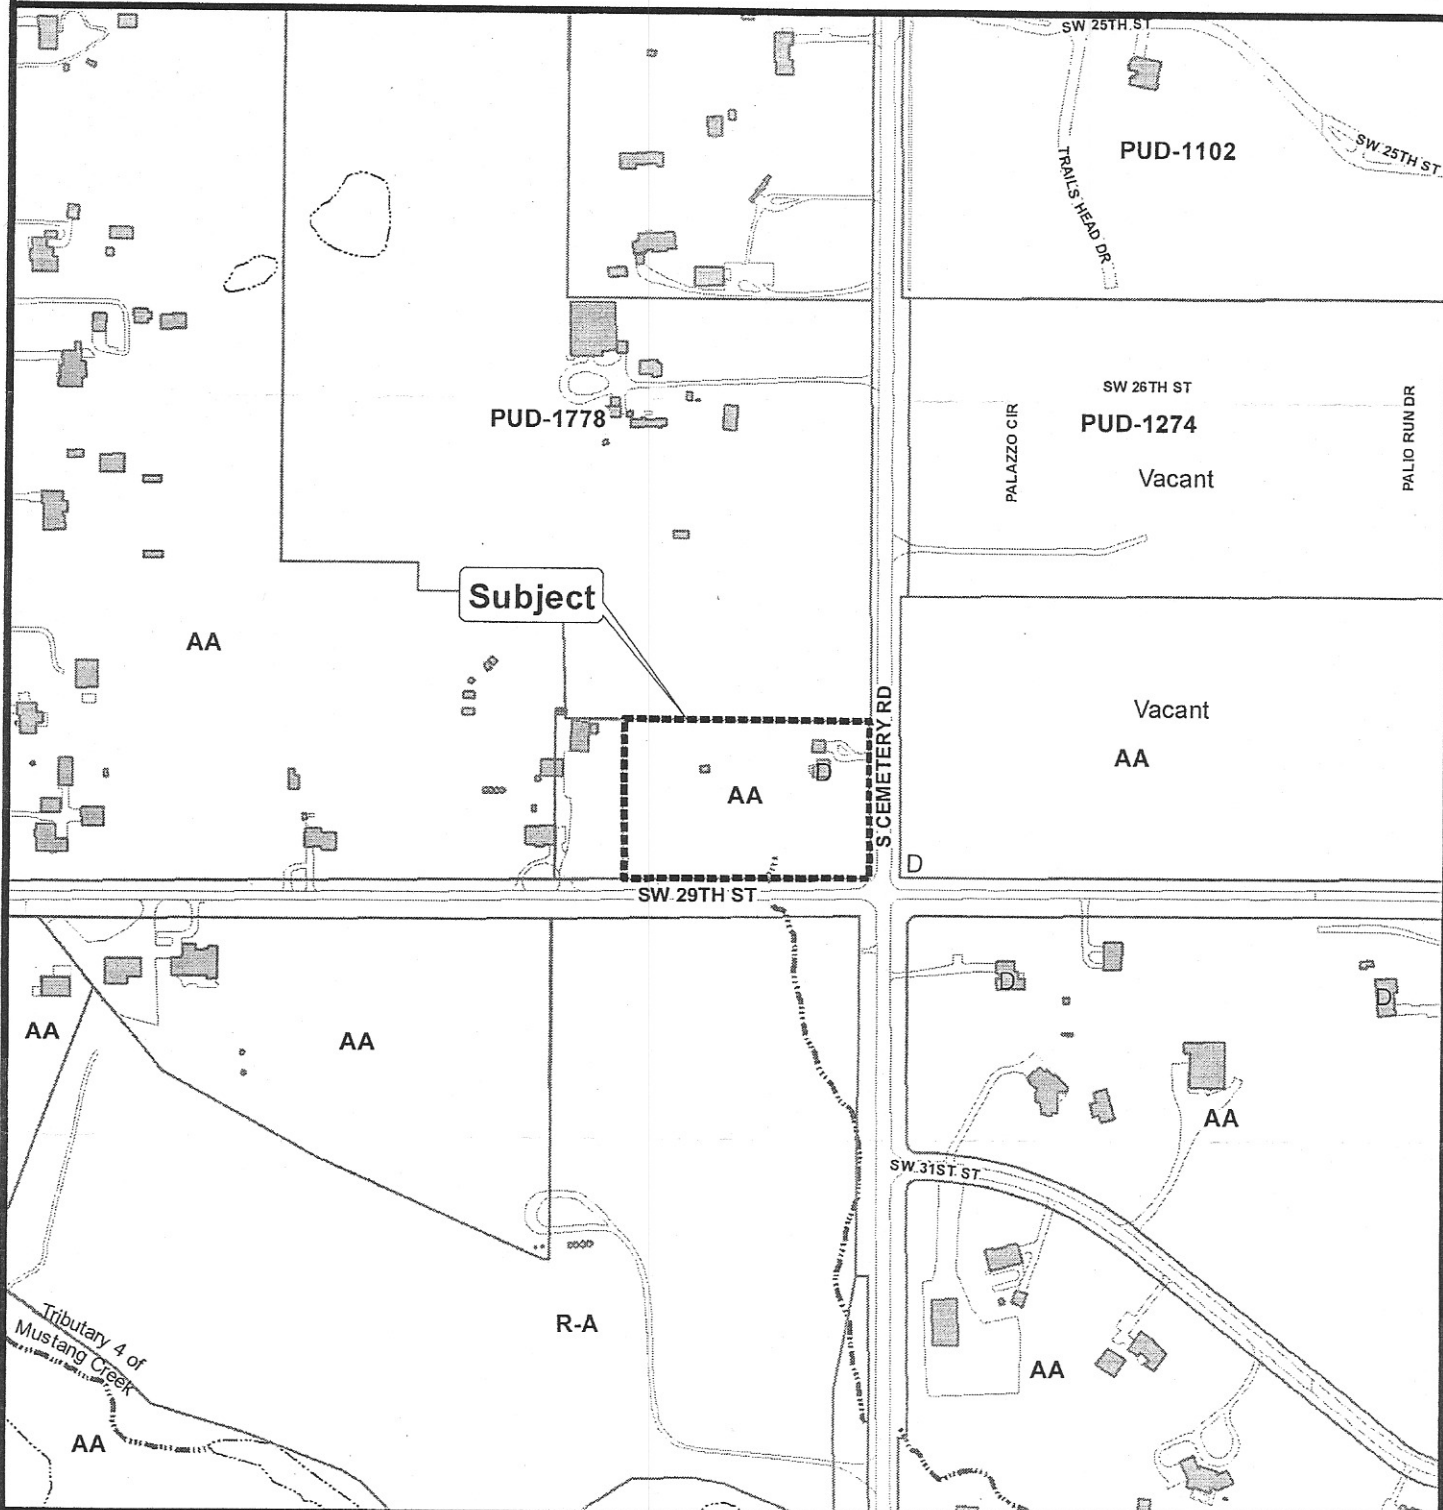 SW 25TH ST
PUD-1102
SW 25TH ST
TRAILS HEAD DR
SW 26TH ST
PUD-1778
PUD-1274
PALAZZO CIR
PALIO RUN DR
Vacant
Subject
AA
S CEMETERY RD
Vacant
AA
D
AA
D
SW 29TH ST
D
D
AA
AA
AA
SW 31ST ST
R-A
Tributary 4 of
Mustang Creek
AA
AA